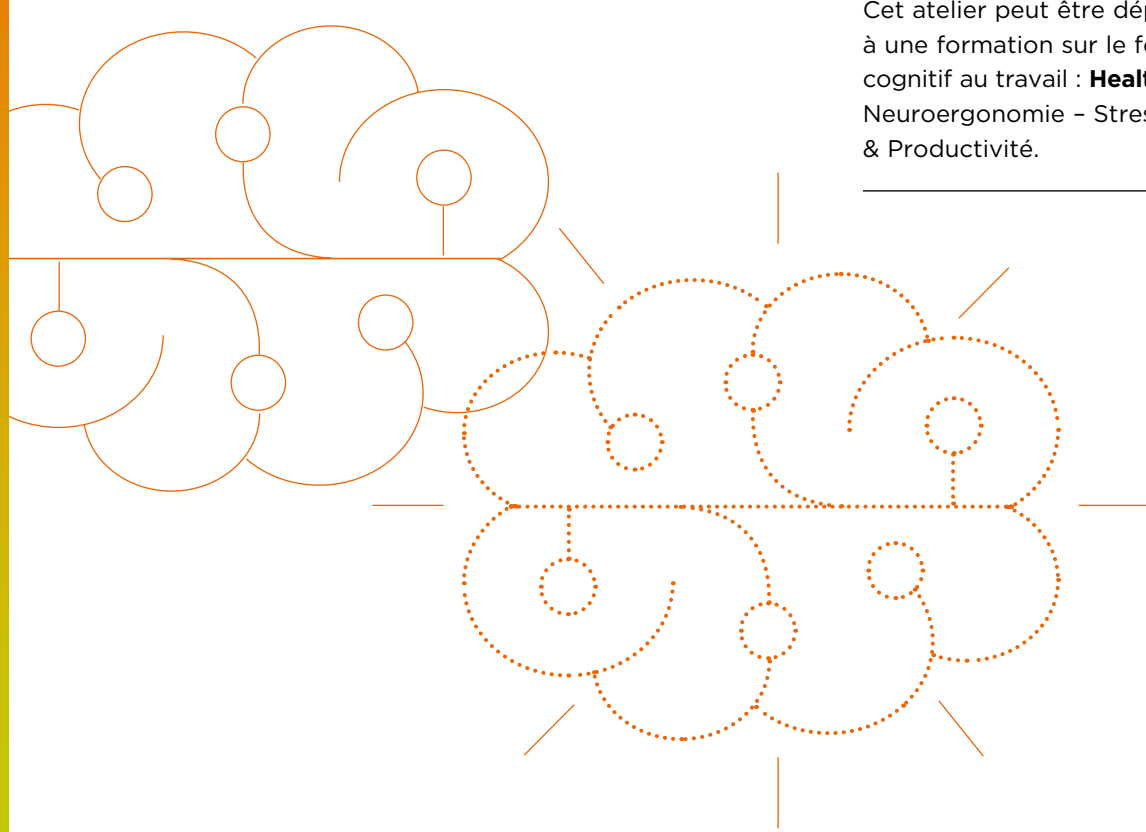 Cet atelier peut être
à une formation sur le
cognitif au travail :
Neuroergonomie –
& Productivité.